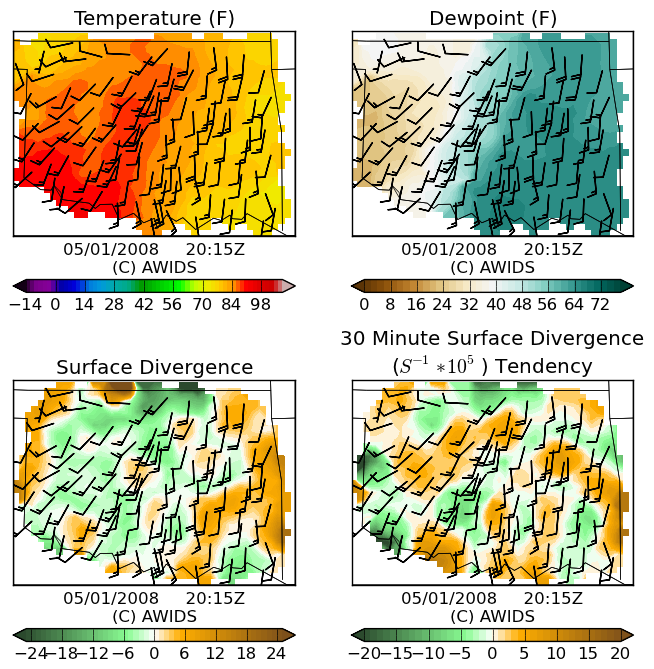 Temperature (F)
05/01/2008 20:15Z
(C) AWIDS
−14 0 14 28 42 56 70 84 98
Dewpoint (F)
05/01/2008 20:15Z
(C) AWIDS
0 8 16 24 32 40 48 56 64 72
Surface Divergence
05/01/2008 20:15Z
(C) AWIDS
−24 −18 −12 −6 0 6 12 18 24
30 Minute Surface Divergence
(S⁻¹ *10⁵ ) Tendency
05/01/2008 20:15Z
(C) AWIDS
−20 −15 −10 −5 0 5 10 15 20